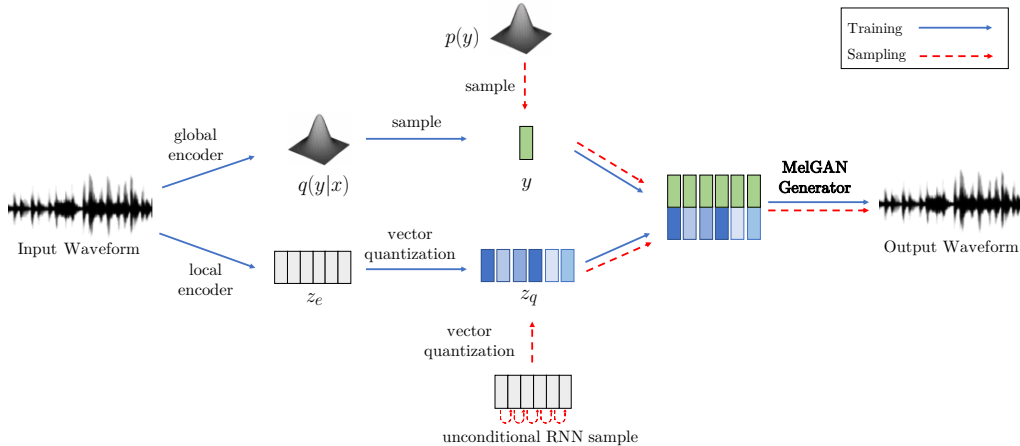 p(y)
Training
Sampling
sample
global
encoder
sample
q(y|x)
y
MelGAN
Generator
Input Waveform
vector
quantization
Output Waveform
local
encoder
z_e
z_q
vector
quantization
unconditional RNN sample